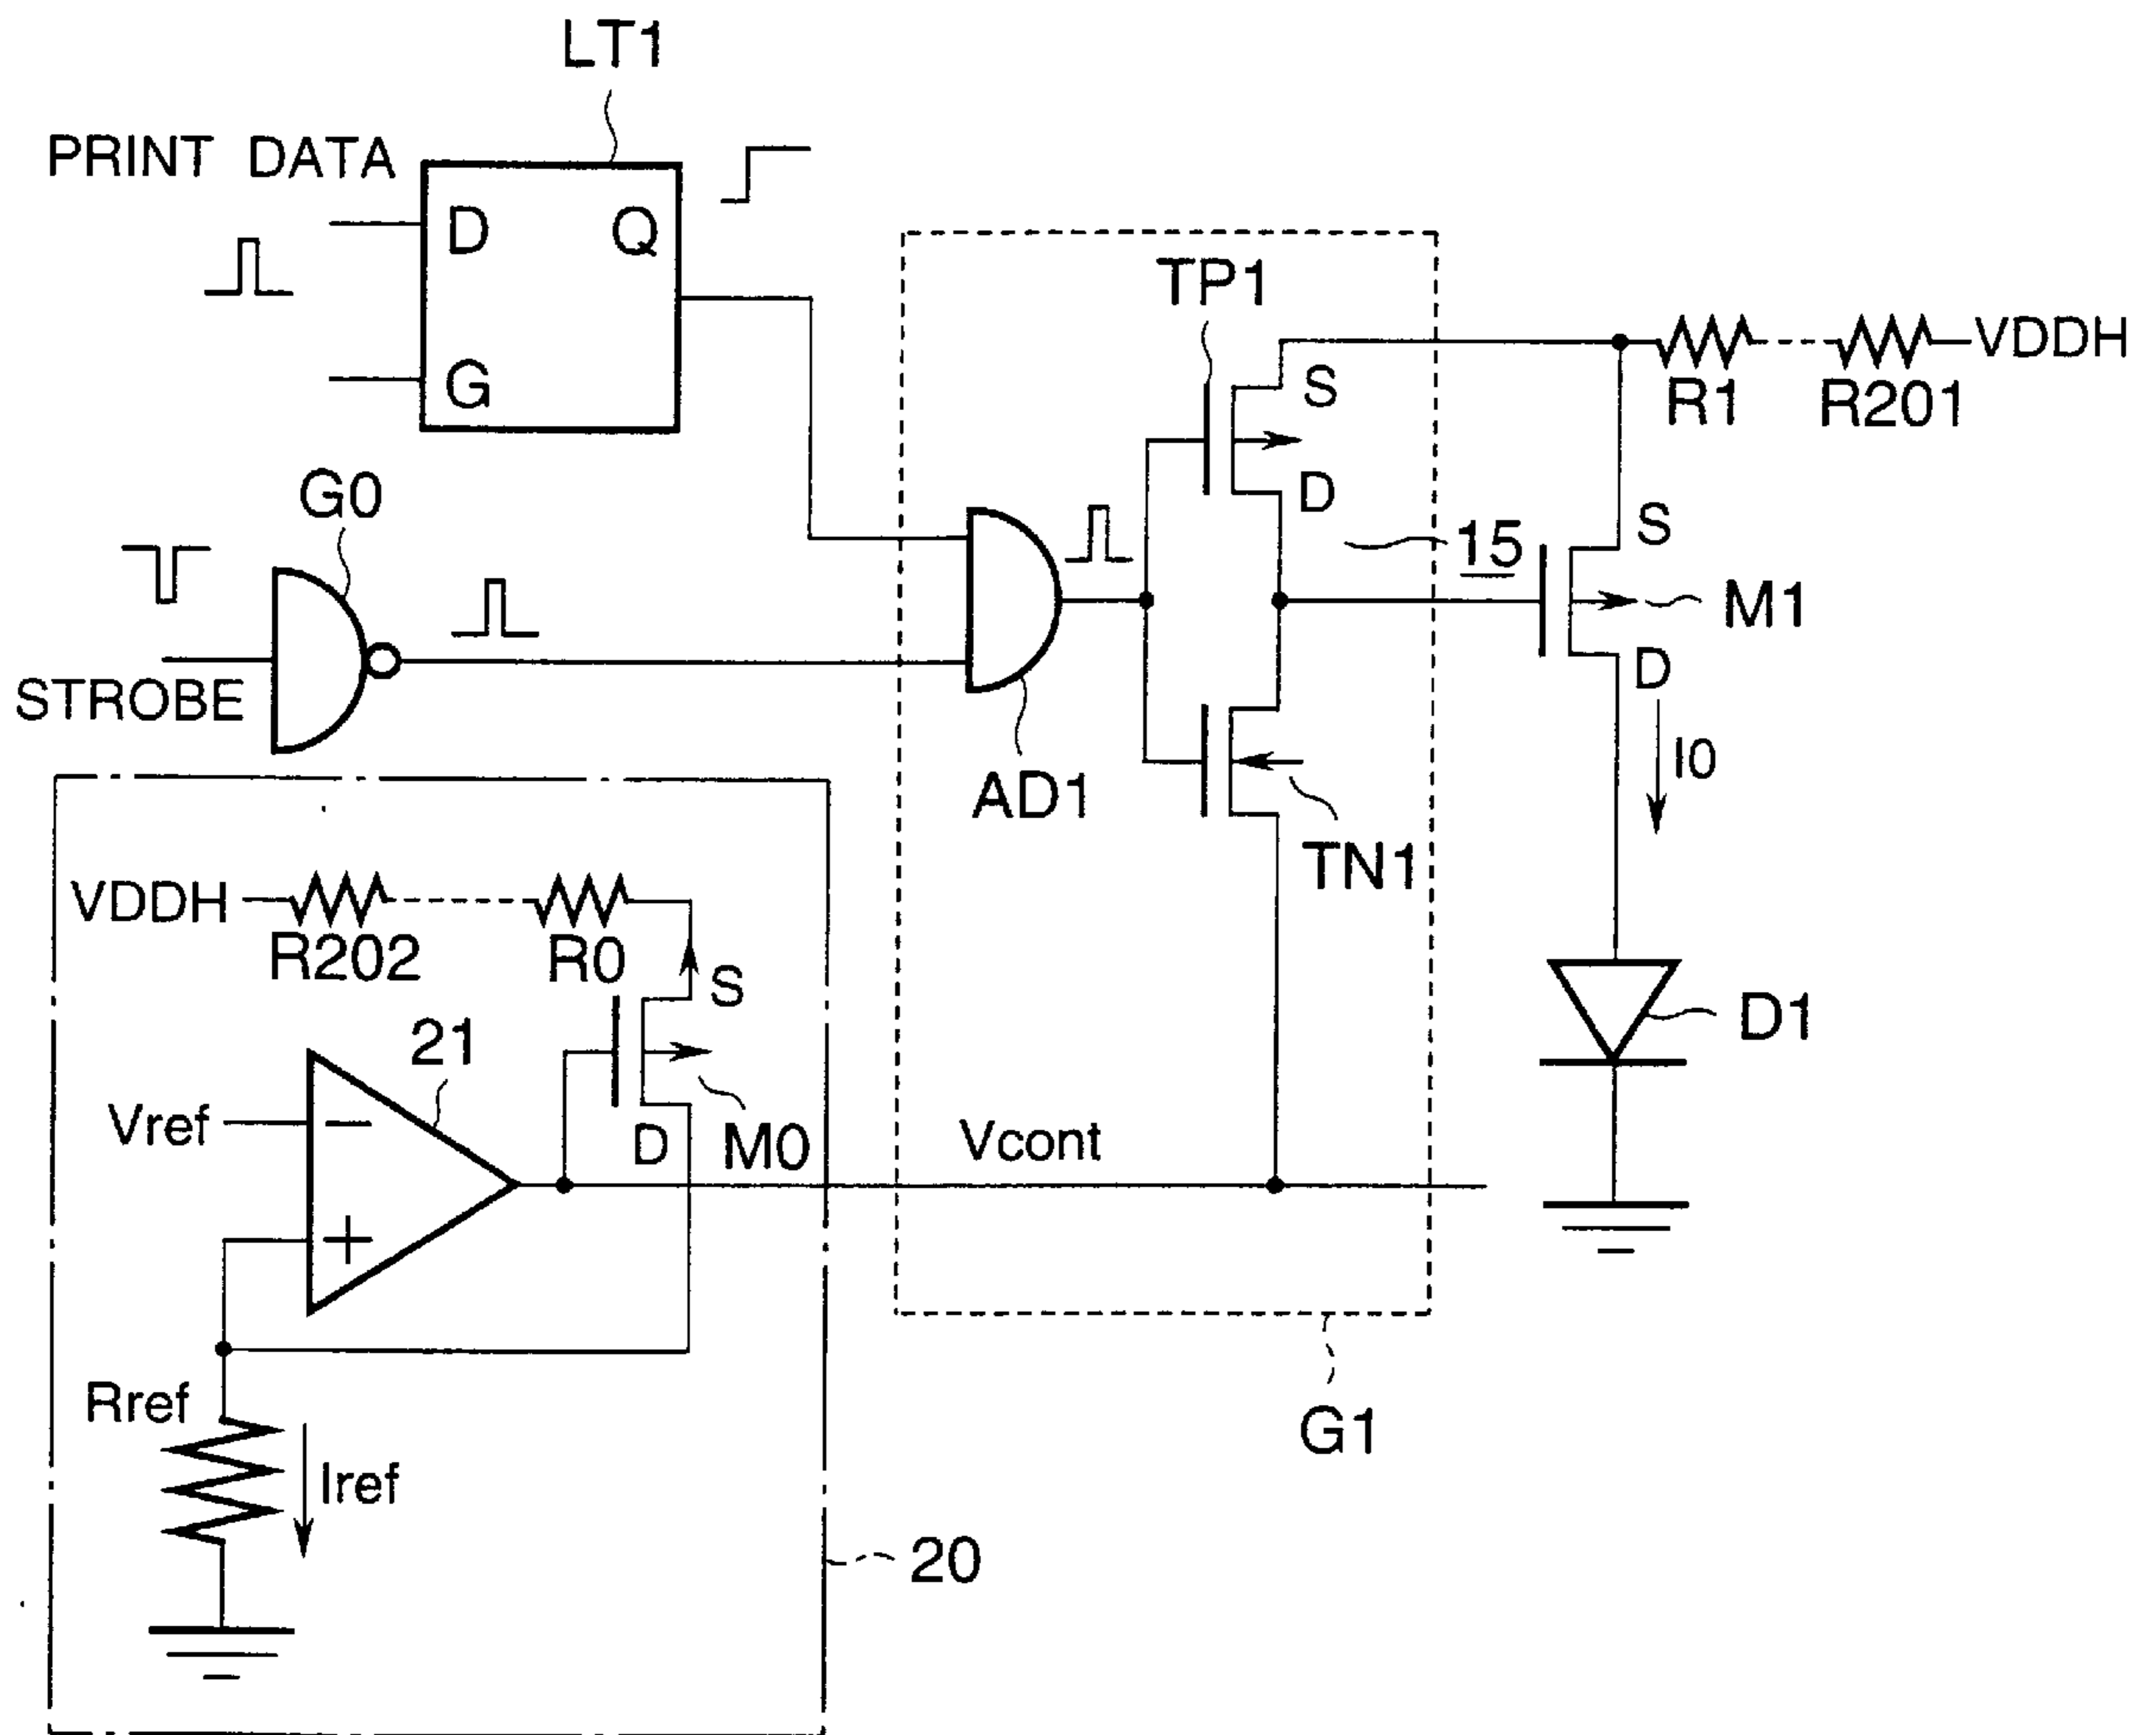 LT1
PRINT DATA
D
Q
G
TP1
S
D
R1
R201
VDDH
G0
STROBE
AD1
15
S
M1
D
I0
TN1
D1
VDDH
R202
R0
S
21
Vref
−
+
D
M0
Vcont
Rref
Iref
20
G1